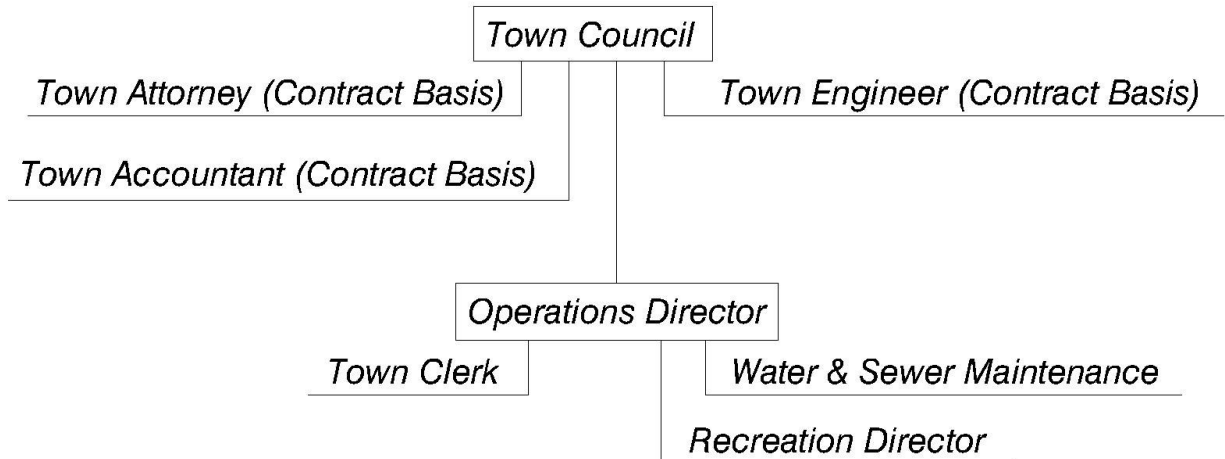 Town Council
Town Attorney (Contract Basis)
Town Engineer (Contract Basis)
Town Accountant (Contract Basis)
Operations Director
Town Clerk
Water & Sewer Maintenance
Recreation Director